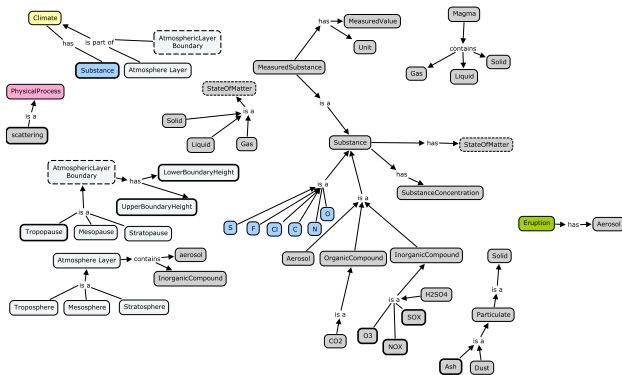 Climate
has
is part of
AtmosphericLayer
Boundary
Substance
Atmosphere Layer
PhysicalProcess
is a
scattering
StateOfMatter
is a
Solid
Liquid
Gas
has
MeasuredValue
Unit
MeasuredSubstance
is a
Magma
contains
Gas
Liquid
Solid
Substance
has
StateOfMatter
has
SubstanceConcentration
AtmosphericLayer
Boundary
has
LowerBoundaryHeight
UpperBoundaryHeight
is a
Tropopause
Mesopause
Stratopause
is a
S
F
Cl
C
N
O
is a
Aerosol
OrganicCompound
InorganicCompound
Eruption
has
Aerosol
Atmosphere Layer
contains
aerosol
InorganicCompound
is a
Troposphere
Mesosphere
Stratosphere
is a
CO2
is a
H2SO4
SOX
O3
NOX
Solid
is a
Particulate
is a
Ash
Dust